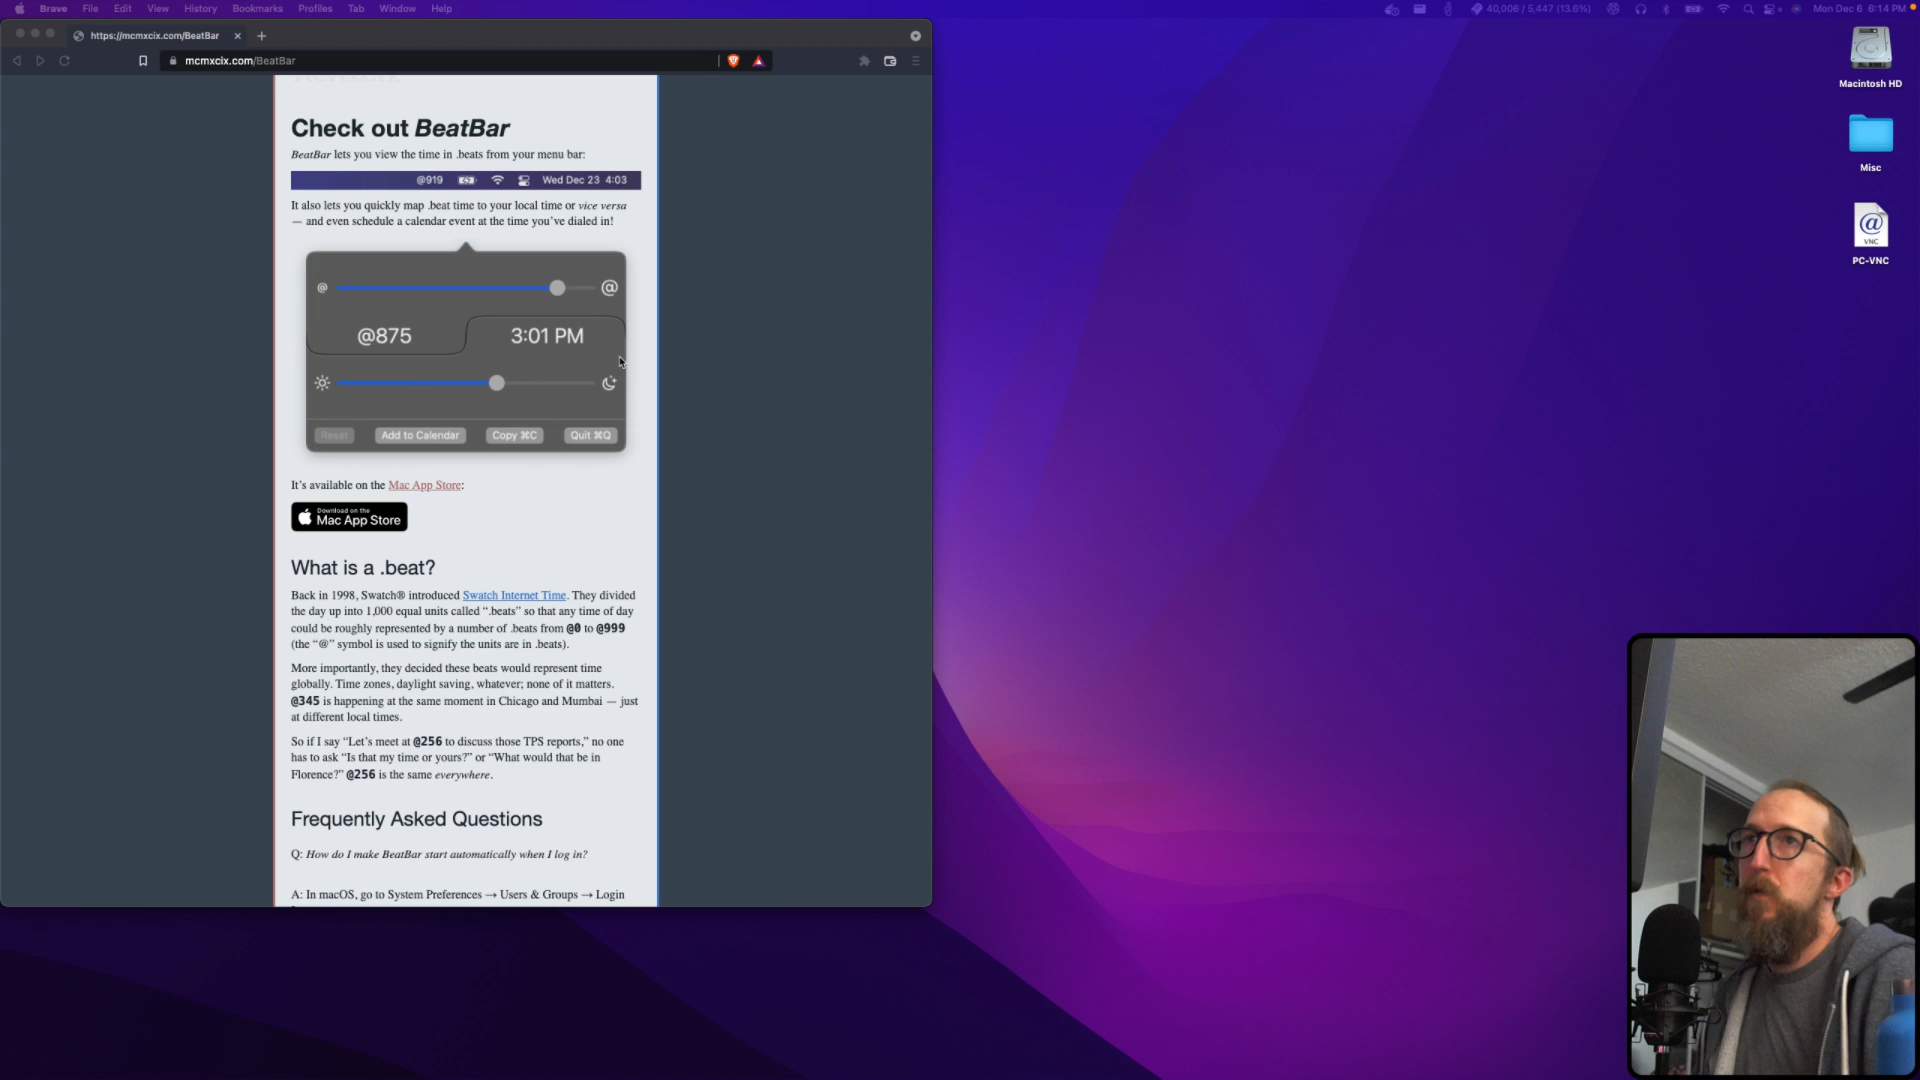 Brave File Edit View History Bookmarks Profiles Tab Window Help
40,006 / 5,447 (13.6%)
Mon Dec 6 6:14 PM
https://mcmxcix.com/BeatBar
mcmxcix.com/BeatBar
Check out BeatBar
BeatBar lets you view the time in .beats from your menu bar:
@919 Wed Dec 23 4:03
It also lets you quickly map .beat time to your local time or vice versa
— and even schedule a calendar event at the time you’ve dialed in!
@ @
@875 3:01 PM
Reset Add to Calendar Copy ⌘C Quit ⌘Q
It’s available on the Mac App Store:
Download on the
Mac App Store
What is a .beat?
Back in 1998, Swatch® introduced Swatch Internet Time. They divided
the day up into 1,000 equal units called “.beats” so that any time of day
could be roughly represented by a number of .beats from @0 to @999
(the “@” symbol is used to signify the units are in .beats).
More importantly, they decided these beats would represent time
globally. Time zones, daylight saving, whatever; none of it matters.
@345 is happening at the same moment in Chicago and Mumbai — just
at different local times.
So if I say “Let’s meet at @256 to discuss those TPS reports,” no one
has to ask “Is that my time or yours?” or “What would that be in
Florence?” @256 is the same everywhere.
Frequently Asked Questions
Q: How do I make BeatBar start automatically when I log in?
A: In macOS, go to System Preferences → Users & Groups → Login
Macintosh HD
Misc
@
VNC
PC-VNC